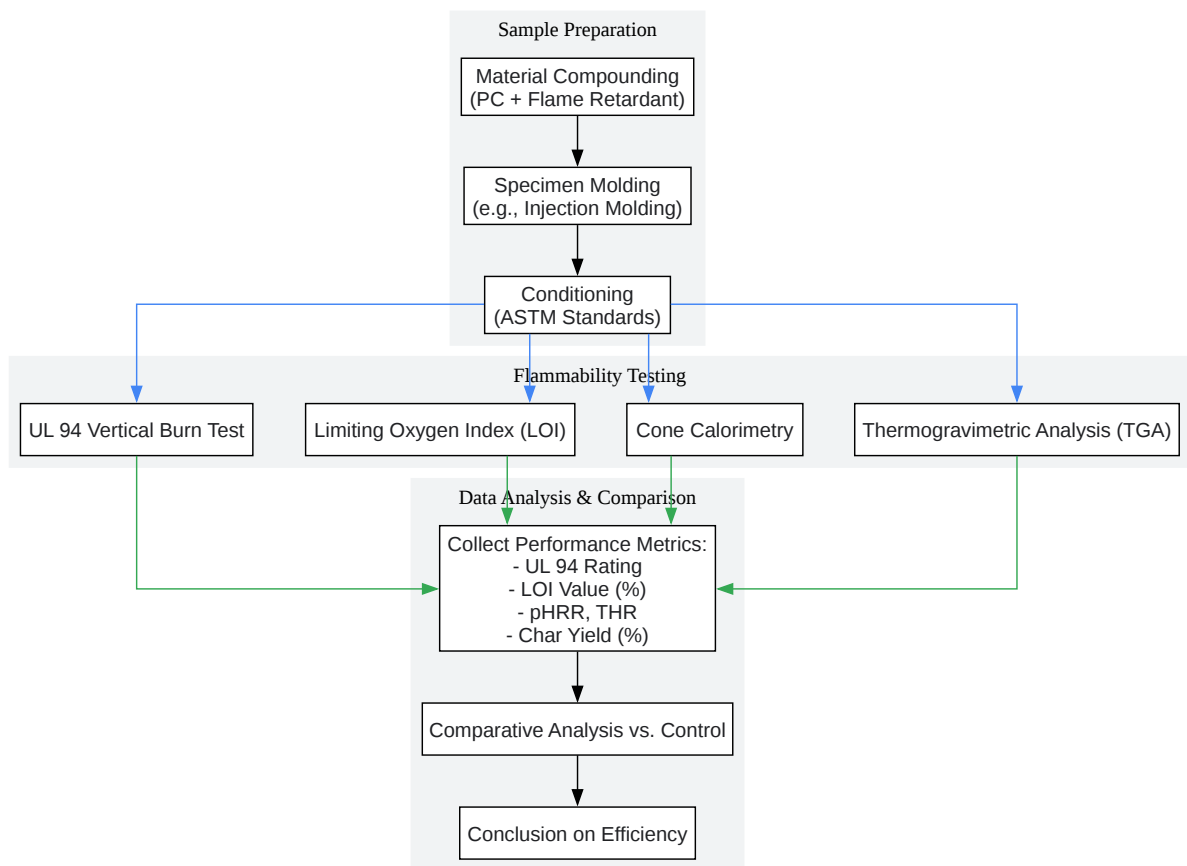 Sample Preparation
Material Compounding
(PC + Flame Retardant)
Specimen Molding
(e.g., Injection Molding)
Conditioning
(ASTM Standards)
Flammability Testing
UL 94 Vertical Burn Test
Limiting Oxygen Index (LOI)
Cone Calorimetry
Thermogravimetric Analysis (TGA)
Data Analysis & Comparison
Collect Performance Metrics:
- UL 94 Rating
- LOI Value (%)
- pHRR, THR
- Char Yield (%)
Comparative Analysis vs. Control
Conclusion on Efficiency